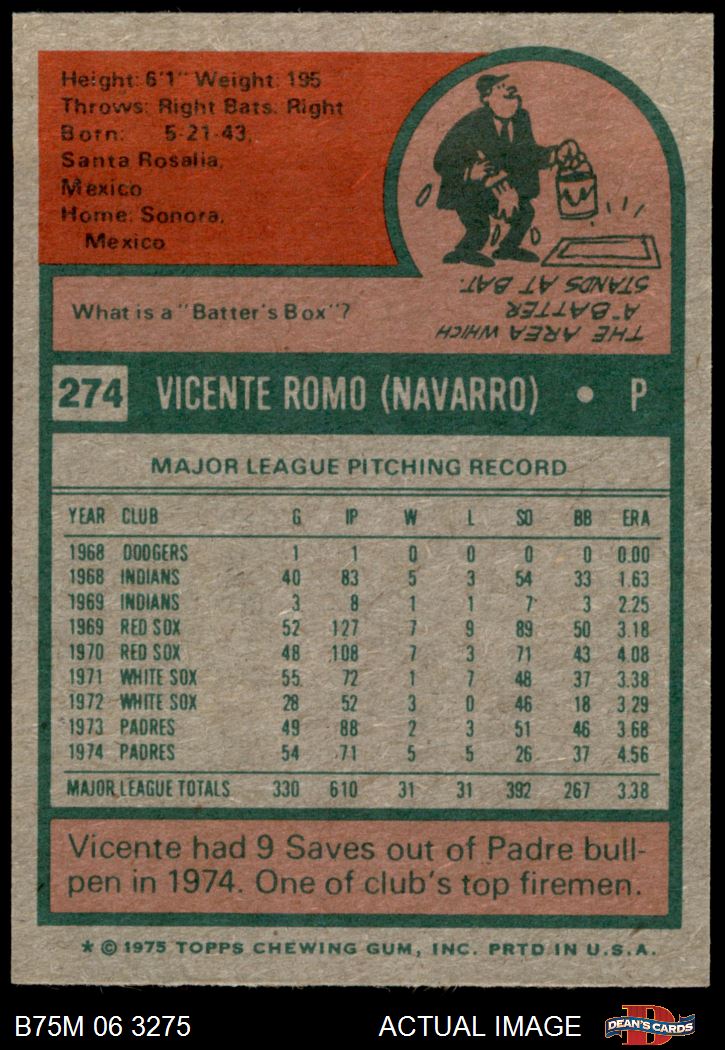 Height: 6'1" Weight: 195
Throws: Right Bats: Right
Born: 5-21-43,
Santa Rosalia,
Mexico
Home: Sonora,
Mexico
What is a "Batter's Box"?
THE AREA WHICH
A BATTER
STANDS AT BAT.
274 VICENTE ROMO (NAVARRO) • P
MAJOR LEAGUE PITCHING RECORD
YEAR CLUB G IP W L SO BB ERA
1968 DODGERS 1 1 0 0 0 0 0.00
1968 INDIANS 40 83 5 3 54 33 1.63
1969 INDIANS 3 8 1 1 7 3 2.25
1969 RED SOX 52 127 7 9 89 50 3.18
1970 RED SOX 48 108 7 3 71 43 4.08
1971 WHITE SOX 55 72 1 7 48 37 3.38
1972 WHITE SOX 28 52 3 0 46 18 3.29
1973 PADRES 49 88 2 3 51 46 3.68
1974 PADRES 54 71 5 5 26 37 4.56
MAJOR LEAGUE TOTALS 330 610 31 31 392 267 3.38
Vicente had 9 Saves out of Padre bull-
pen in 1974. One of club's top firemen.
* © 1975 TOPPS CHEWING GUM, INC. PRTD IN U.S.A.
B75M 06 3275 ACTUAL IMAGE D DEAN'S CARDS